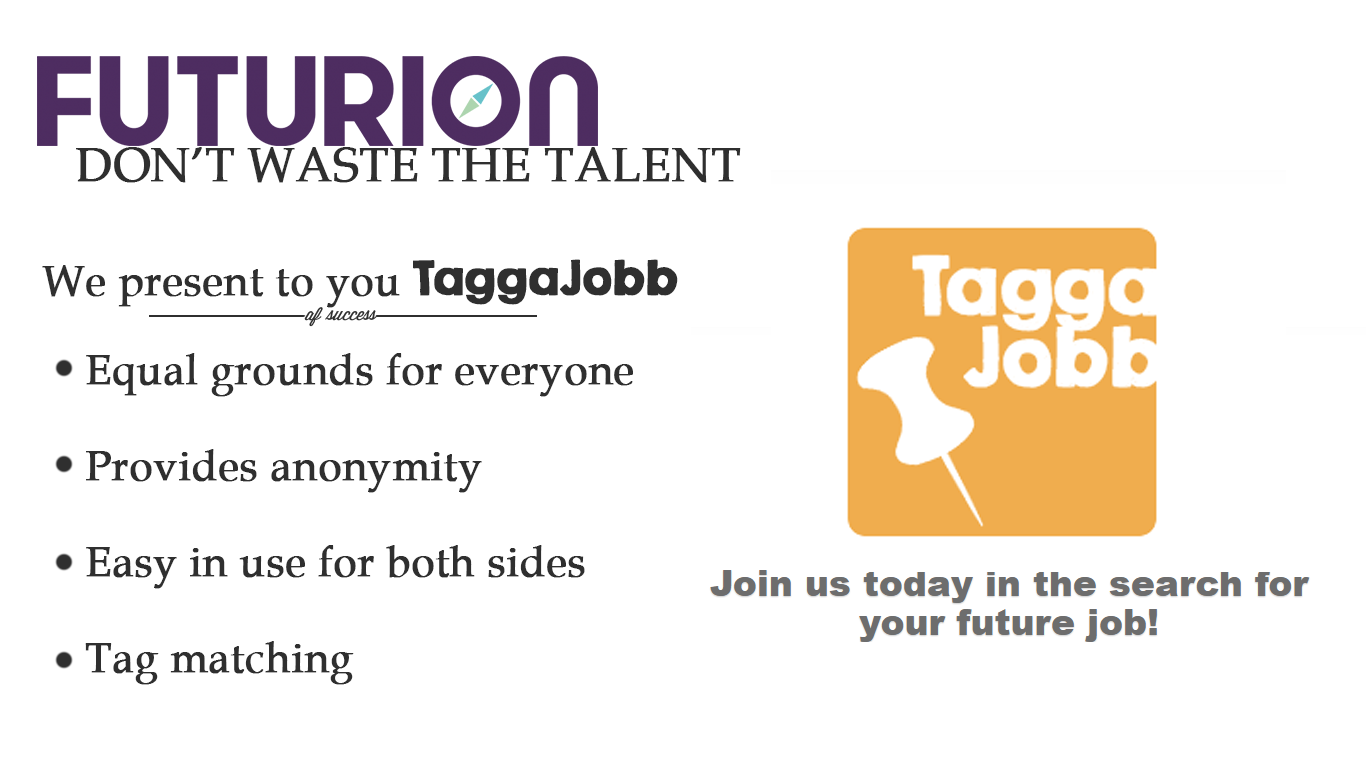 FUTURION
DON'T WASTE THE TALENT
We present to you TaggaJobb
of success
• Equal grounds for everyone
• Provides anonymity
• Easy in use for both sides
• Tag matching
Tagga
Jobb
Join us today in the search for
your future job!